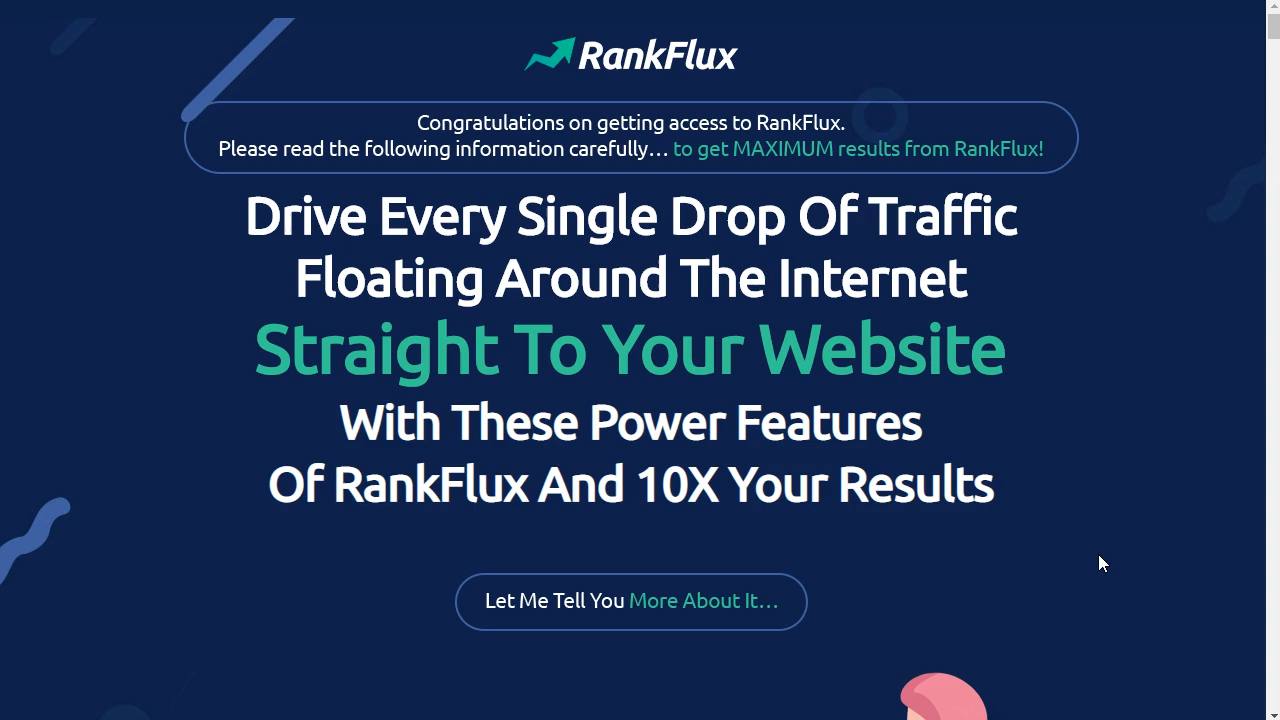 RankFlux
Congratulations on getting access to RankFlux.
Please read the following information carefully... to get MAXIMUM results from RankFlux!
Drive Every Single Drop Of Traffic
Floating Around The Internet
Straight To Your Website
With These Power Features
Of RankFlux And 10X Your Results
Let Me Tell You More About It...